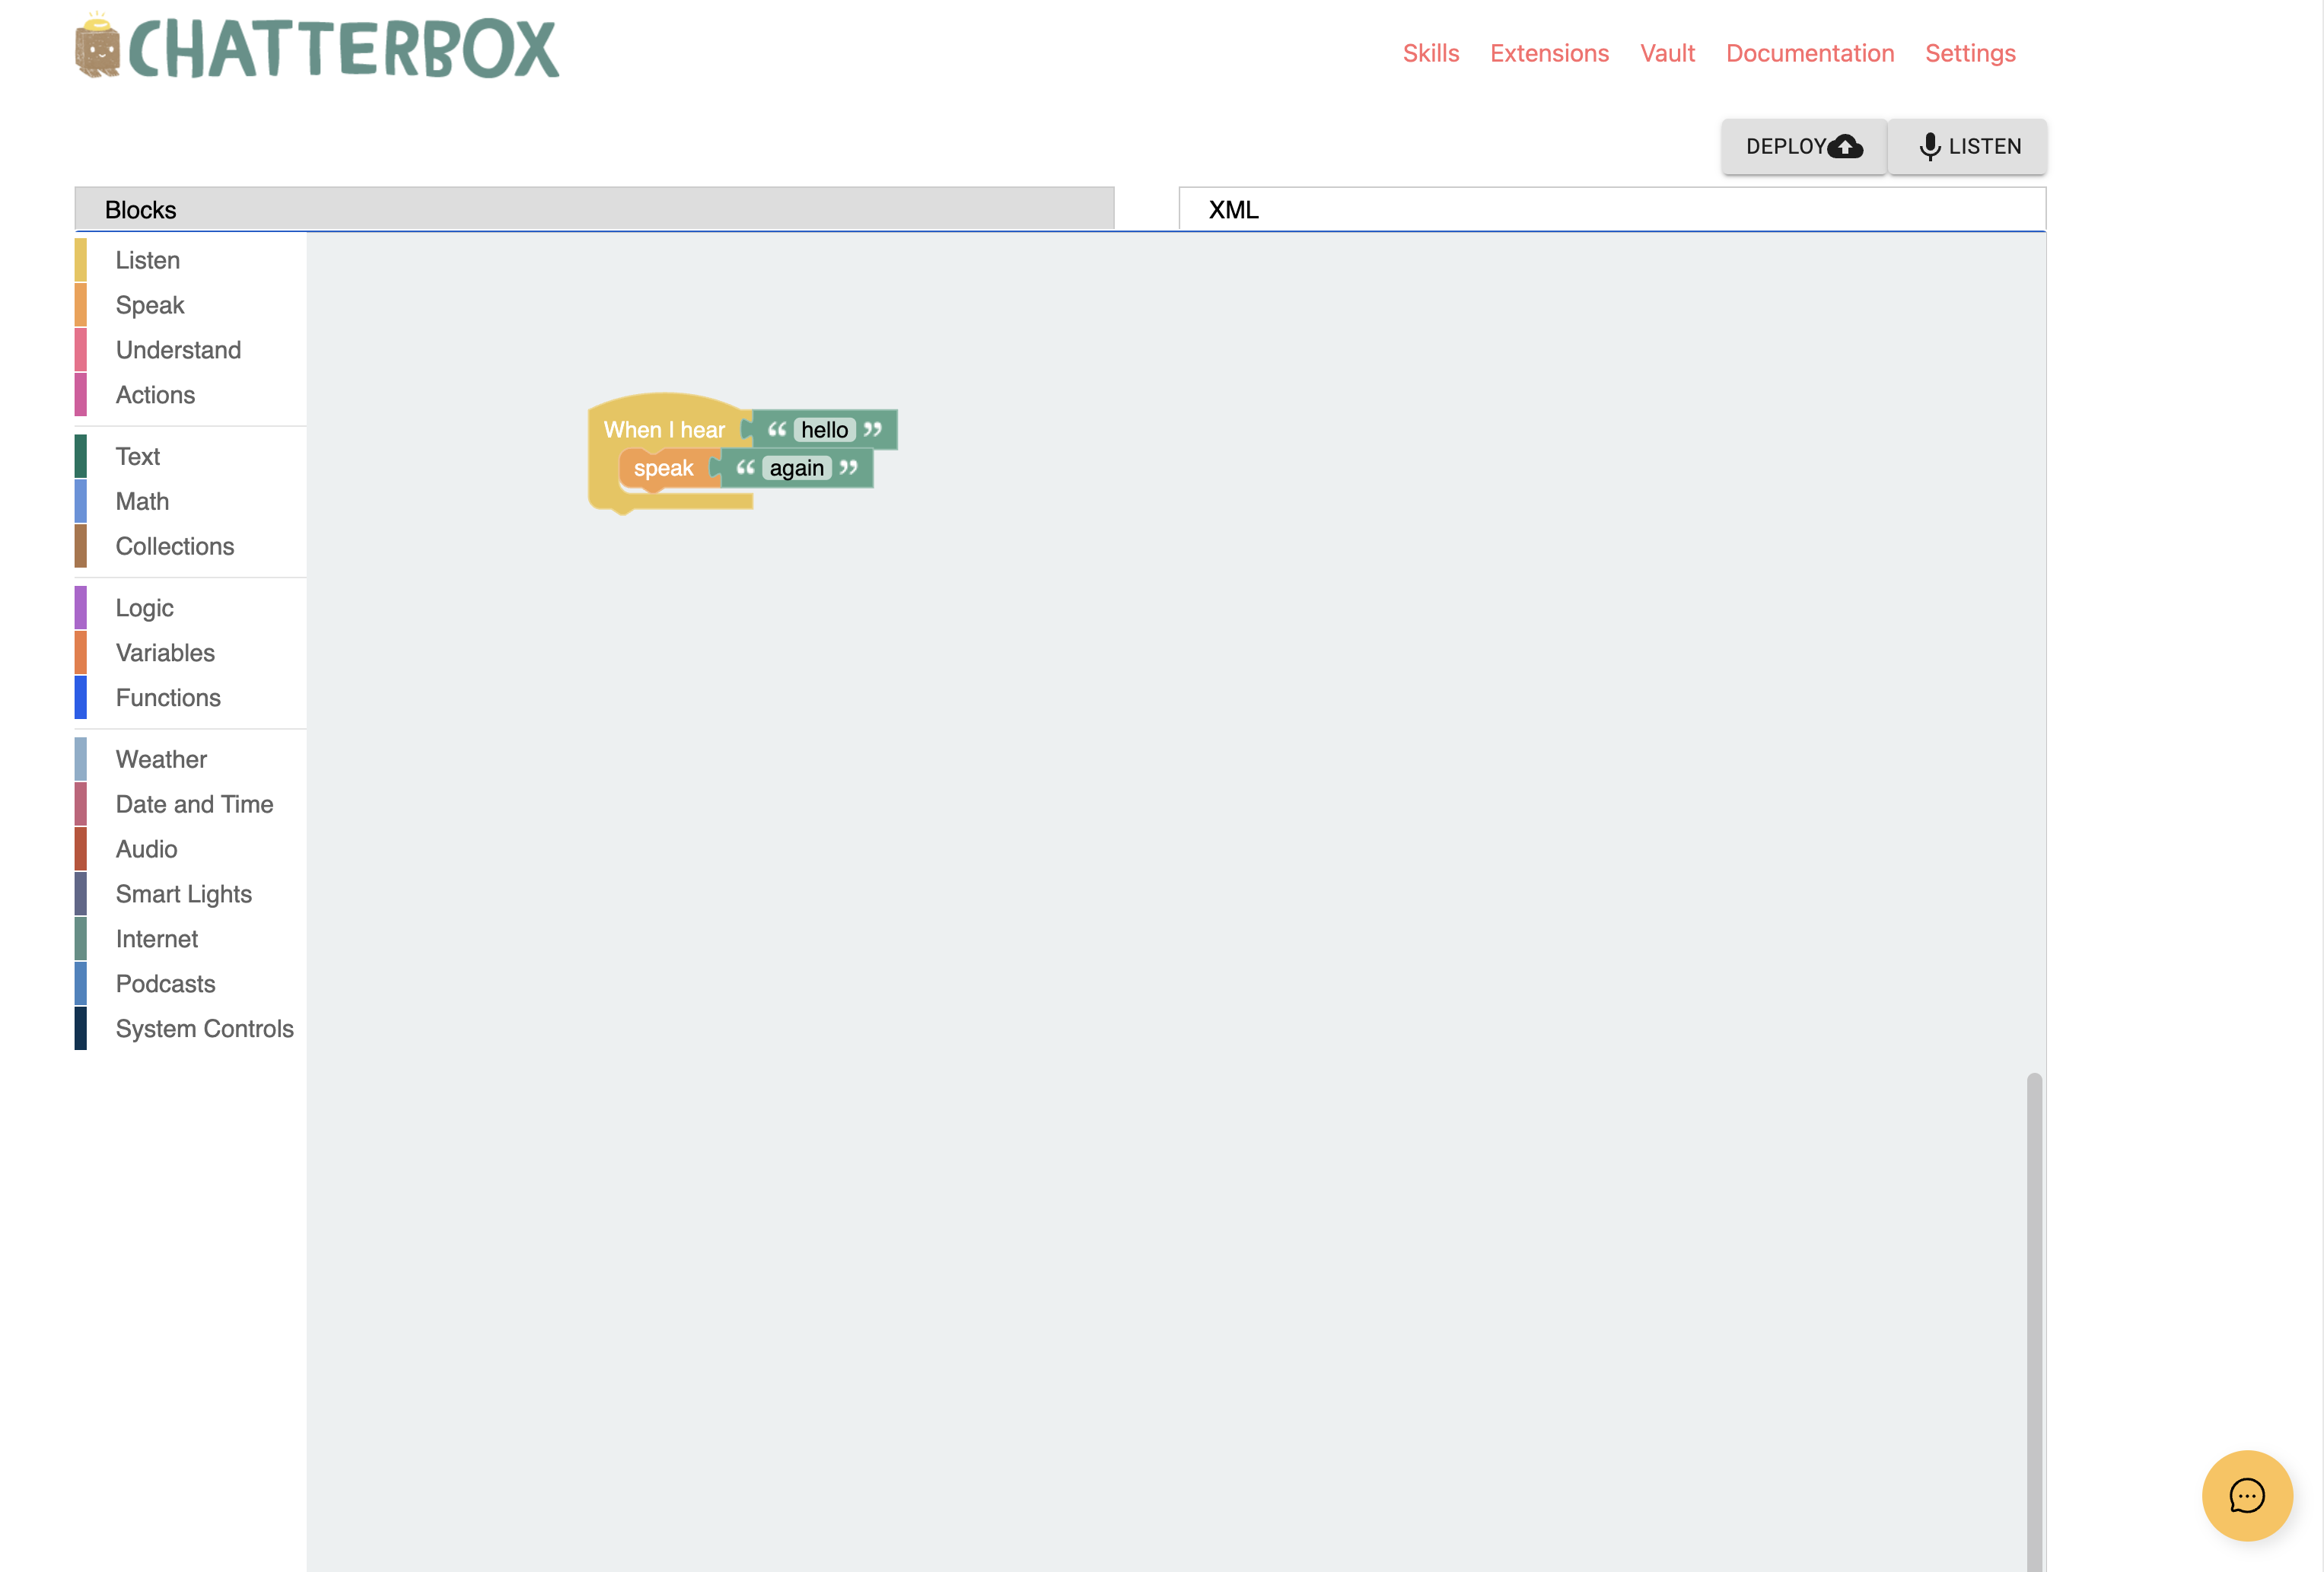 CHATTERBOX
Skills Extensions Vault Documentation Settings
DEPLOY LISTEN
Blocks XML
Listen
Speak
Understand
Actions
Text
Math
Collections
Logic
Variables
Functions
Weather
Date and Time
Audio
Smart Lights
Internet
Podcasts
System Controls
When I hear “ hello ”
speak “ again ”